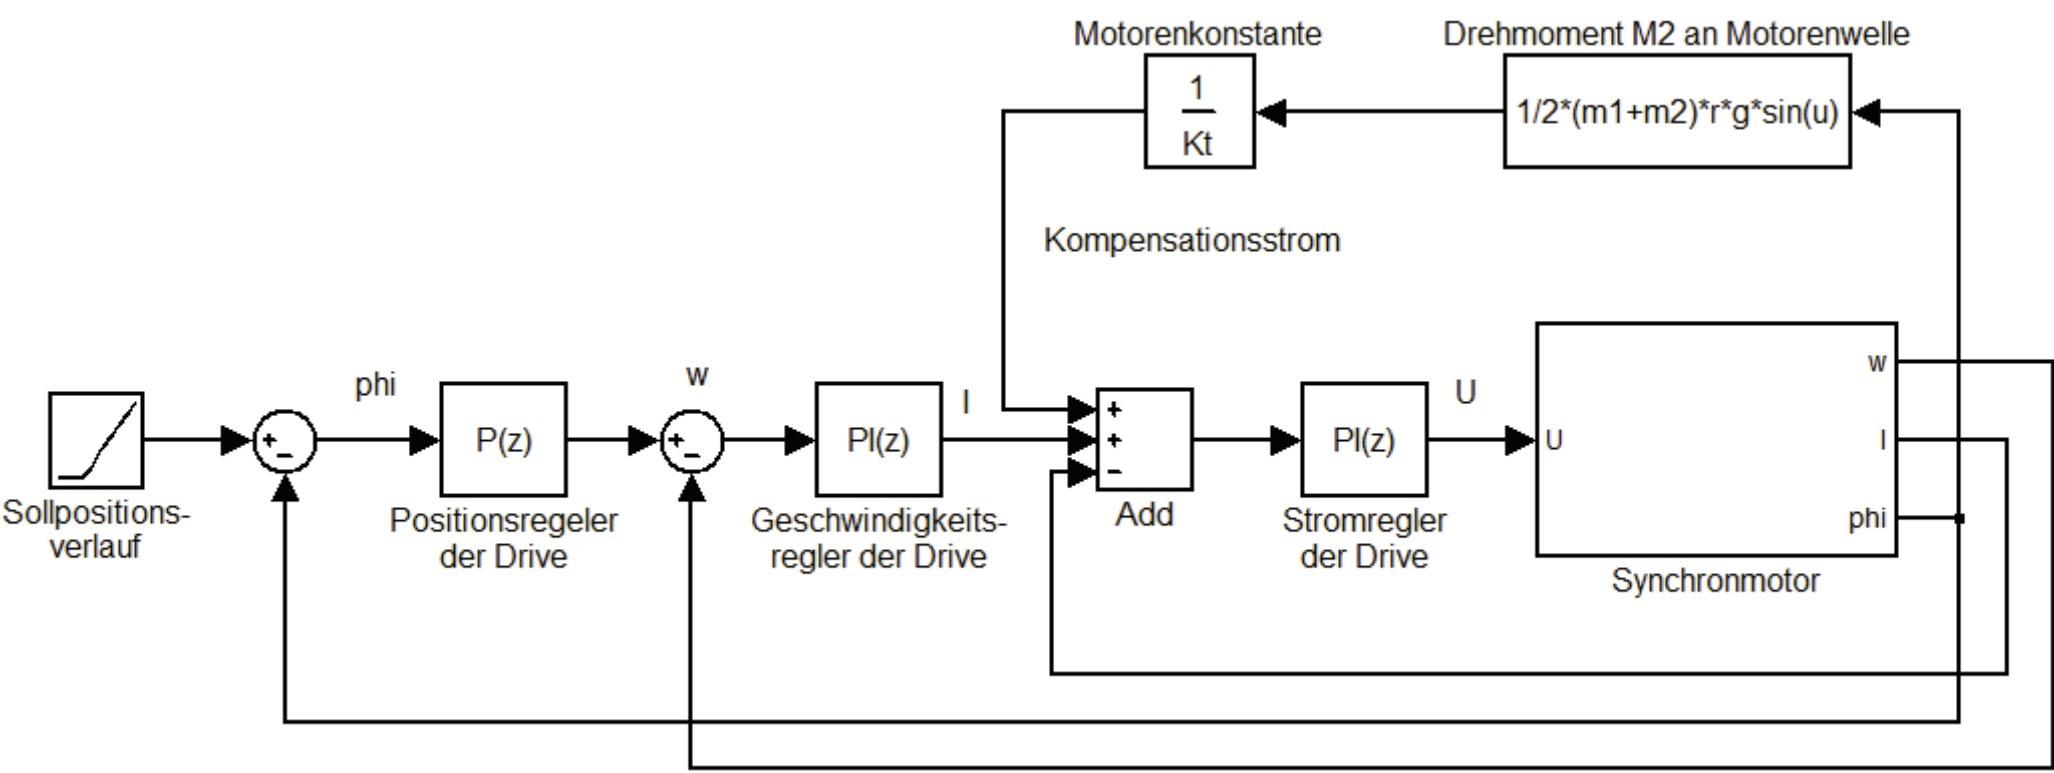 Motorenkonstante
Drehmoment M2 an Motorenwelle
1
Kt
1/2*(m1+m2)*r*g*sin(u)
Kompensationsstrom
phi
w
I
U
+
−
P(z)
+
−
PI(z)
+
+
−
PI(z)
U
w
I
phi
Sollpositions-
verlauf
Positionsregeler
der Drive
Geschwindigkeits-
regler der Drive
Add
Stromregler
der Drive
Synchronmotor